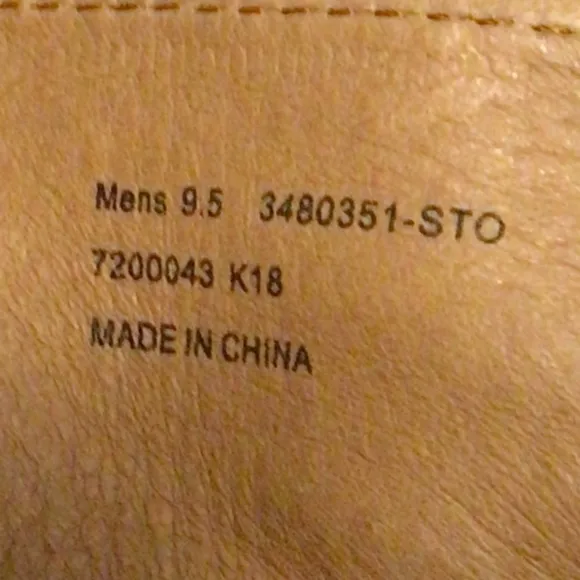 Mens 9.5 3480351-STO
7200043 K18
MADE IN CHINA